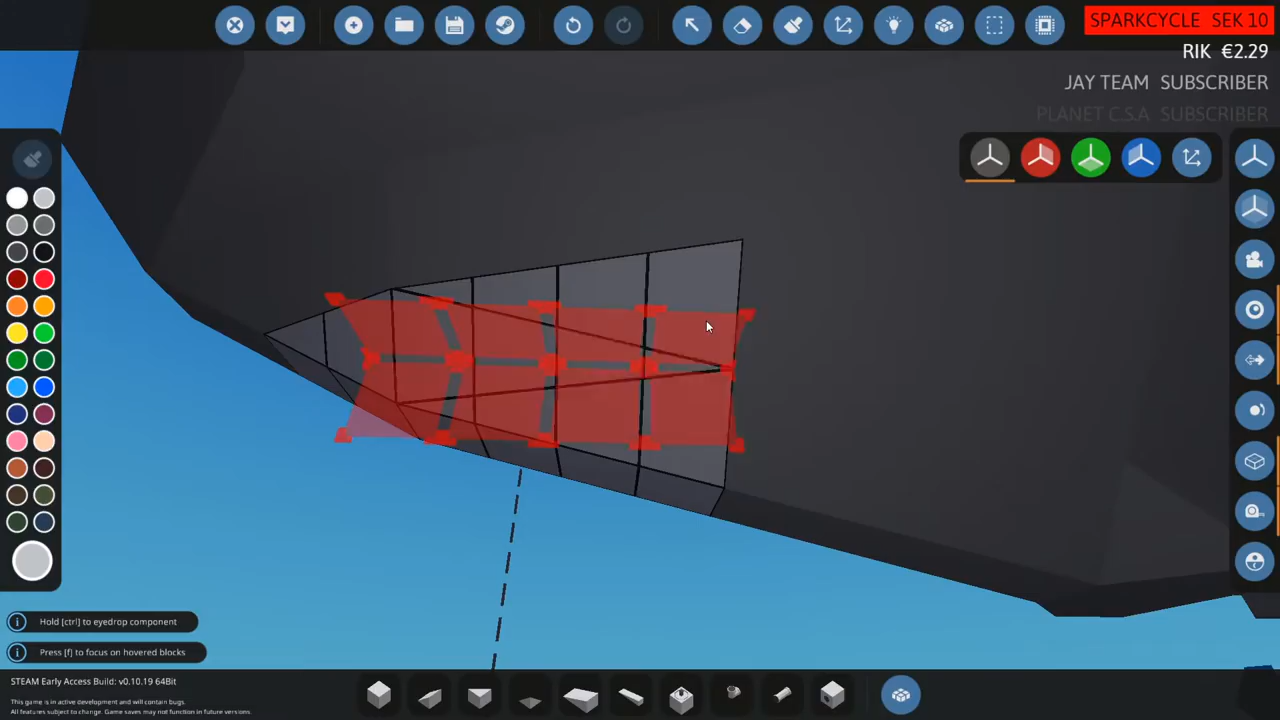 SPARKCYCLE SEK 10
RIK €2.29
JAY TEAM SUBSCRIBER
PLANET C.S.A SUBSCRIBER
Hold [ctrl] to eyedrop component
Press [f] to focus on hovered blocks
STEAM Early Access Build: v0.10.19 64Bit
This game is in active development and will contain bugs.
All features subject to change. Game saves may not function in future versions.